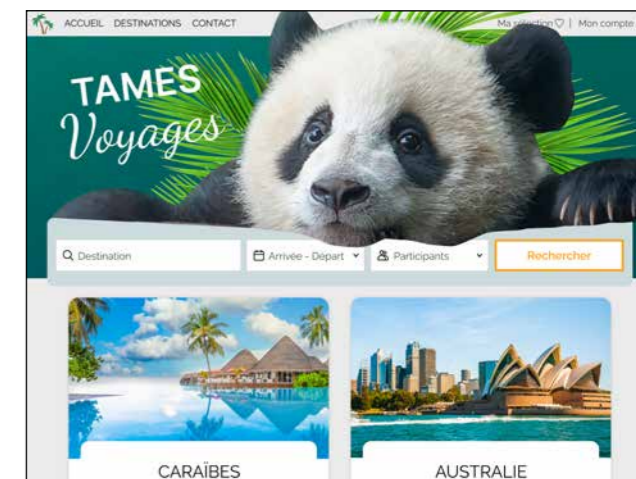 ACCUEIL DESTINATIONS CONTACT
Ma sélection | Mon compte
TAMES
Voyages
Destination
Arrivée - Départ
Participants
Rechercher
CARAÏBES
AUSTRALIE